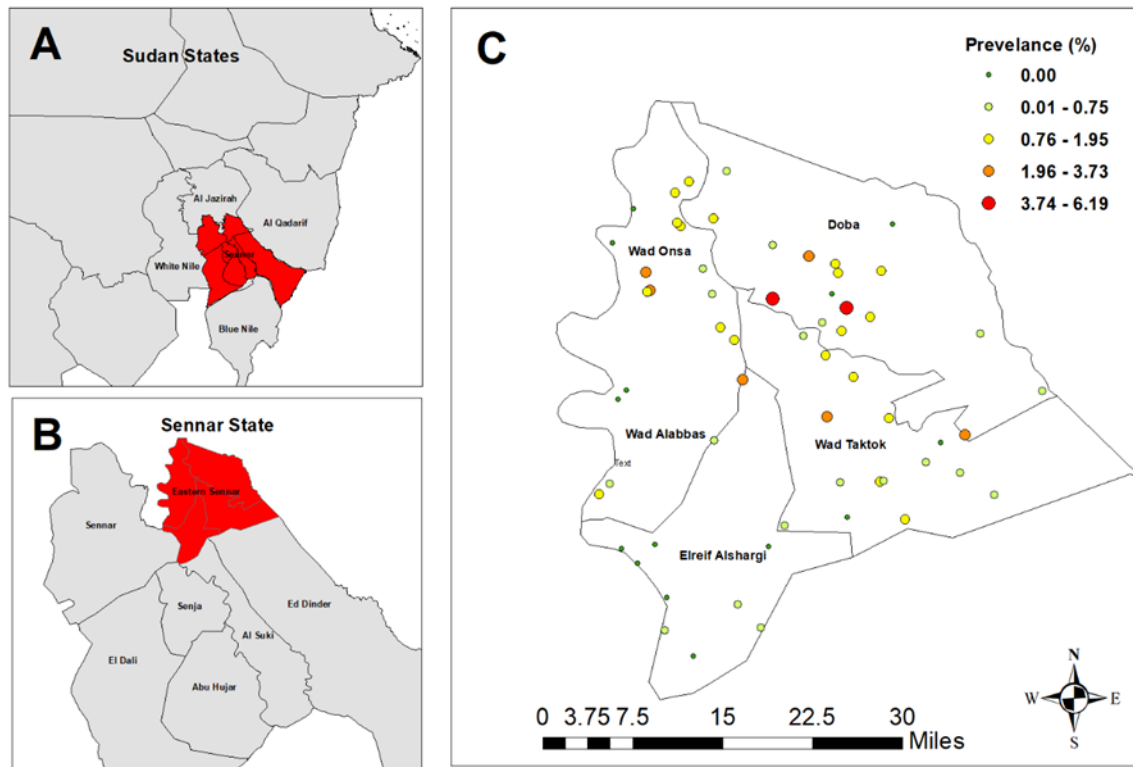 A
Sudan States
Al Jazirah
Al Qadarif
Sennar
White Nile
Blue Nile
B
Sennar State
Eastern Sennar
Sennar
Ed Dinder
Senja
Al Suki
El Dali
Abu Hujar
C
Prevelance (%)
0.00
0.01 - 0.75
0.76 - 1.95
1.96 - 3.73
3.74 - 6.19
Doba
Wad Onsa
Wad Alabbas
Wad Taktok
Text
Elreif Alshargi
N
W E
S
0 3.75 7.5 15 22.5 30
Miles